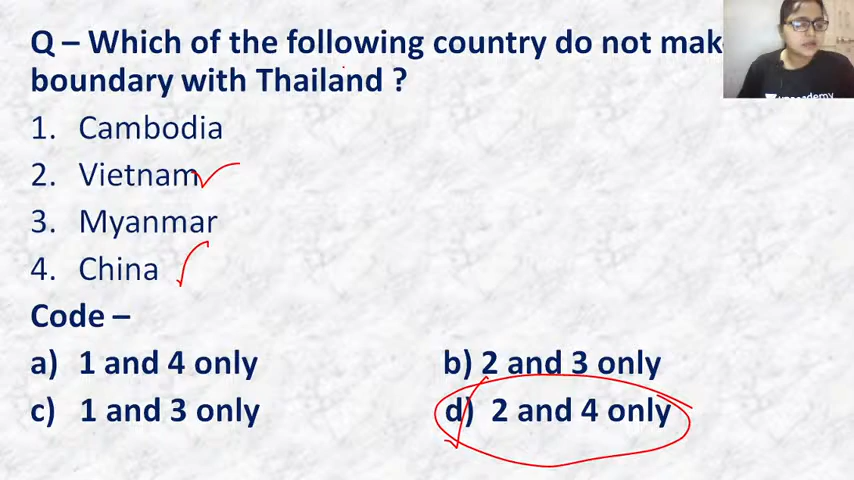 Q – Which of the following country do not mak
boundary with Thailand ?
1. Cambodia
2. Vietnam
3. Myanmar
4. China
Code –
a) 1 and 4 only
b) 2 and 3 only
c) 1 and 3 only
d) 2 and 4 only